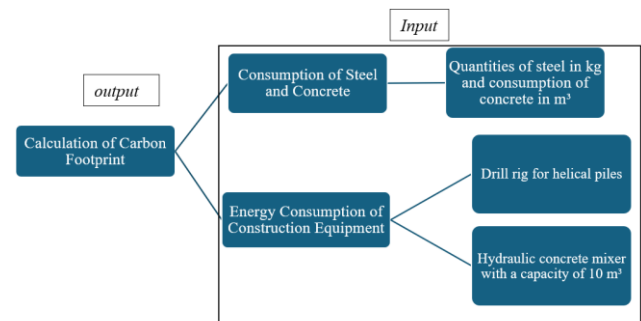 Input
output
Consumption of Steel
and Concrete
Quantities of steel in kg
and consumption of
concrete in m³
Calculation of Carbon
Footprint
Drill rig for helical piles
Energy Consumption of
Construction Equipment
Hydraulic concrete mixer
with a capacity of 10 m³